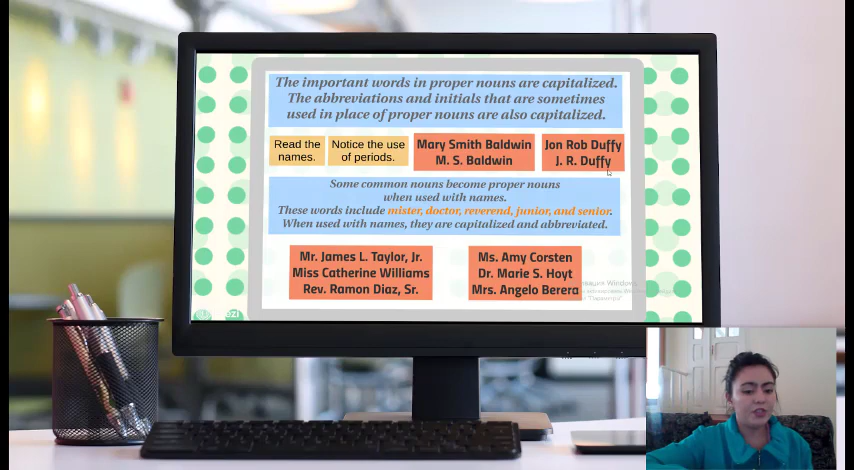 The important words in proper nouns are capitalized.
The abbreviations and initials that are sometimes
used in place of proper nouns are also capitalized.
Read the
names.
Notice the use
of periods.
Mary Smith Baldwin
M. S. Baldwin
Jon Rob Duffy
J. R. Duffy
Some common nouns become proper nouns
when used with names.
These words include mister, doctor, reverend, junior, and senior.
When used with names, they are capitalized and abbreviated.
Mr. James L. Taylor, Jr.
Miss Catherine Williams
Rev. Ramon Diaz, Sr.
Ms. Amy Corsten
Dr. Marie S. Hoyt
Mrs. Angelo Berera